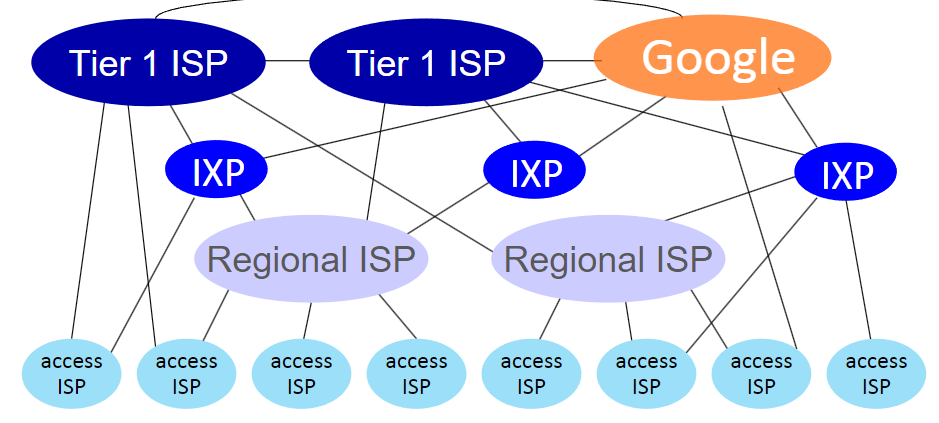 Tier 1 ISP
Tier 1 ISP
Google
IXP
IXP
IXP
Regional ISP
Regional ISP
access
ISP
access
ISP
access
ISP
access
ISP
access
ISP
access
ISP
access
ISP
access
ISP